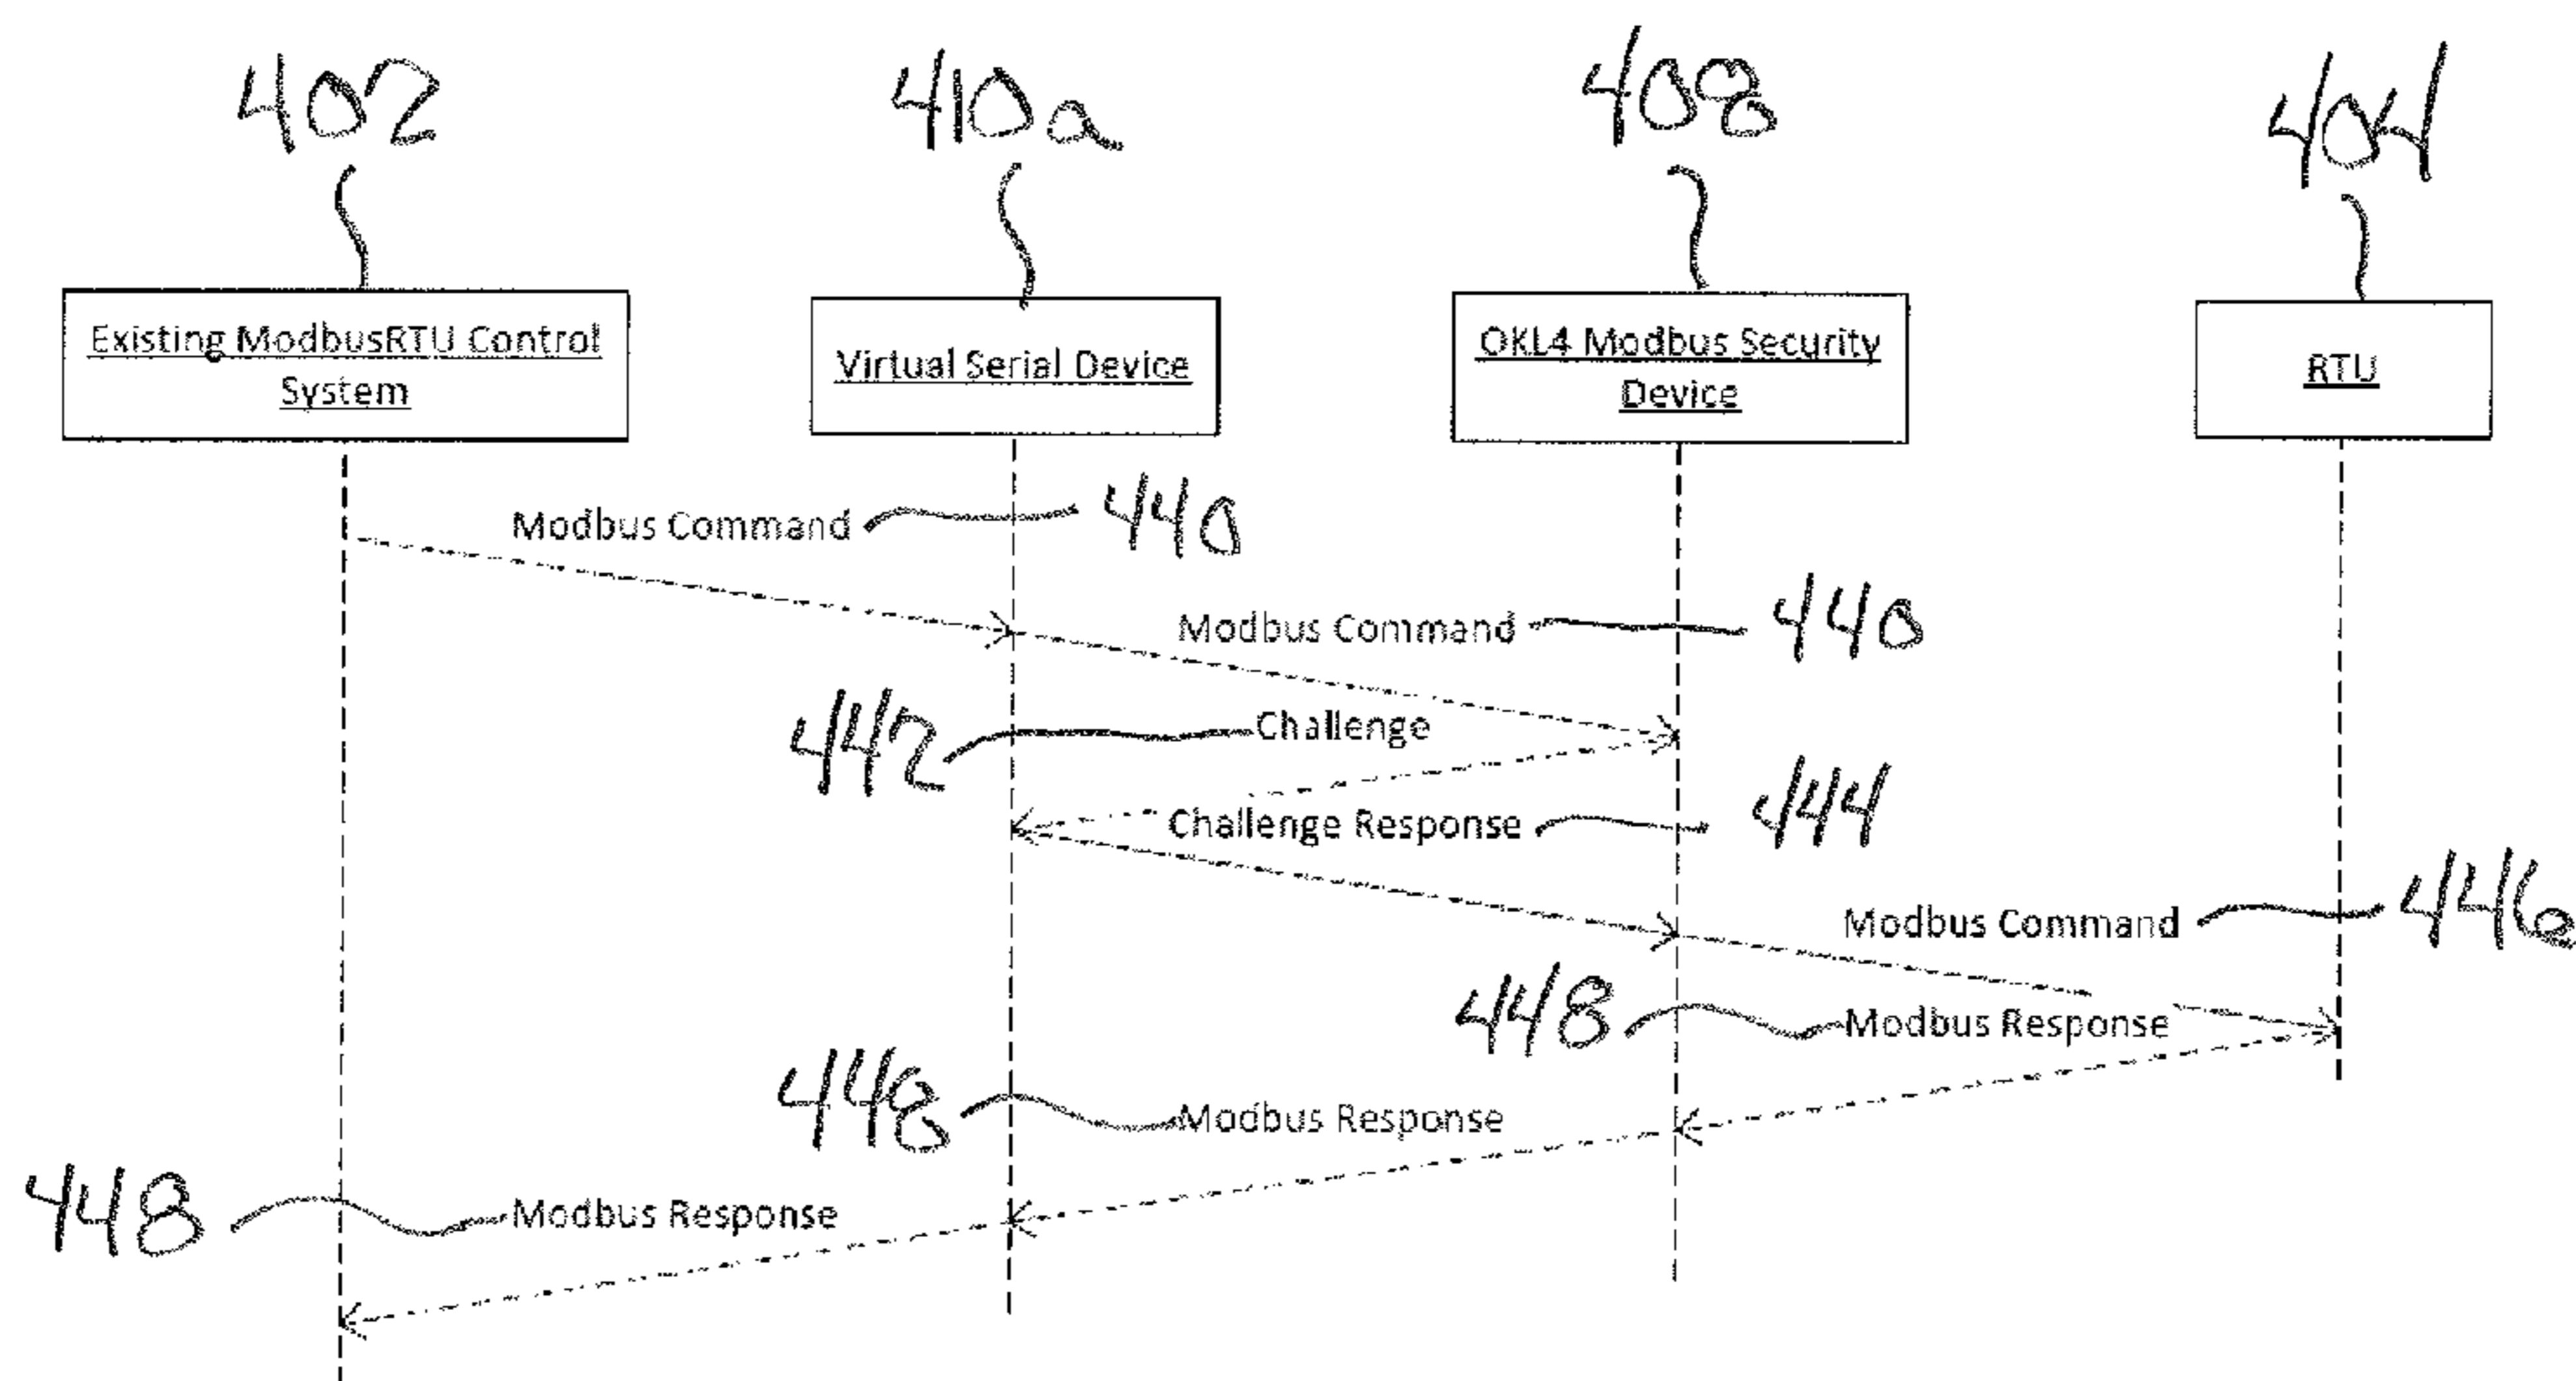 402
410a
408
404
Existing ModbusRTU Control
System
Virtual Serial Device
OKL4 Modbus Security
Device
RTU
Modbus Command
440
Modbus Command
440
442
Challenge
Challenge Response
444
Modbus Command
446
448
Modbus Response
448
Modbus Response
448
Modbus Response